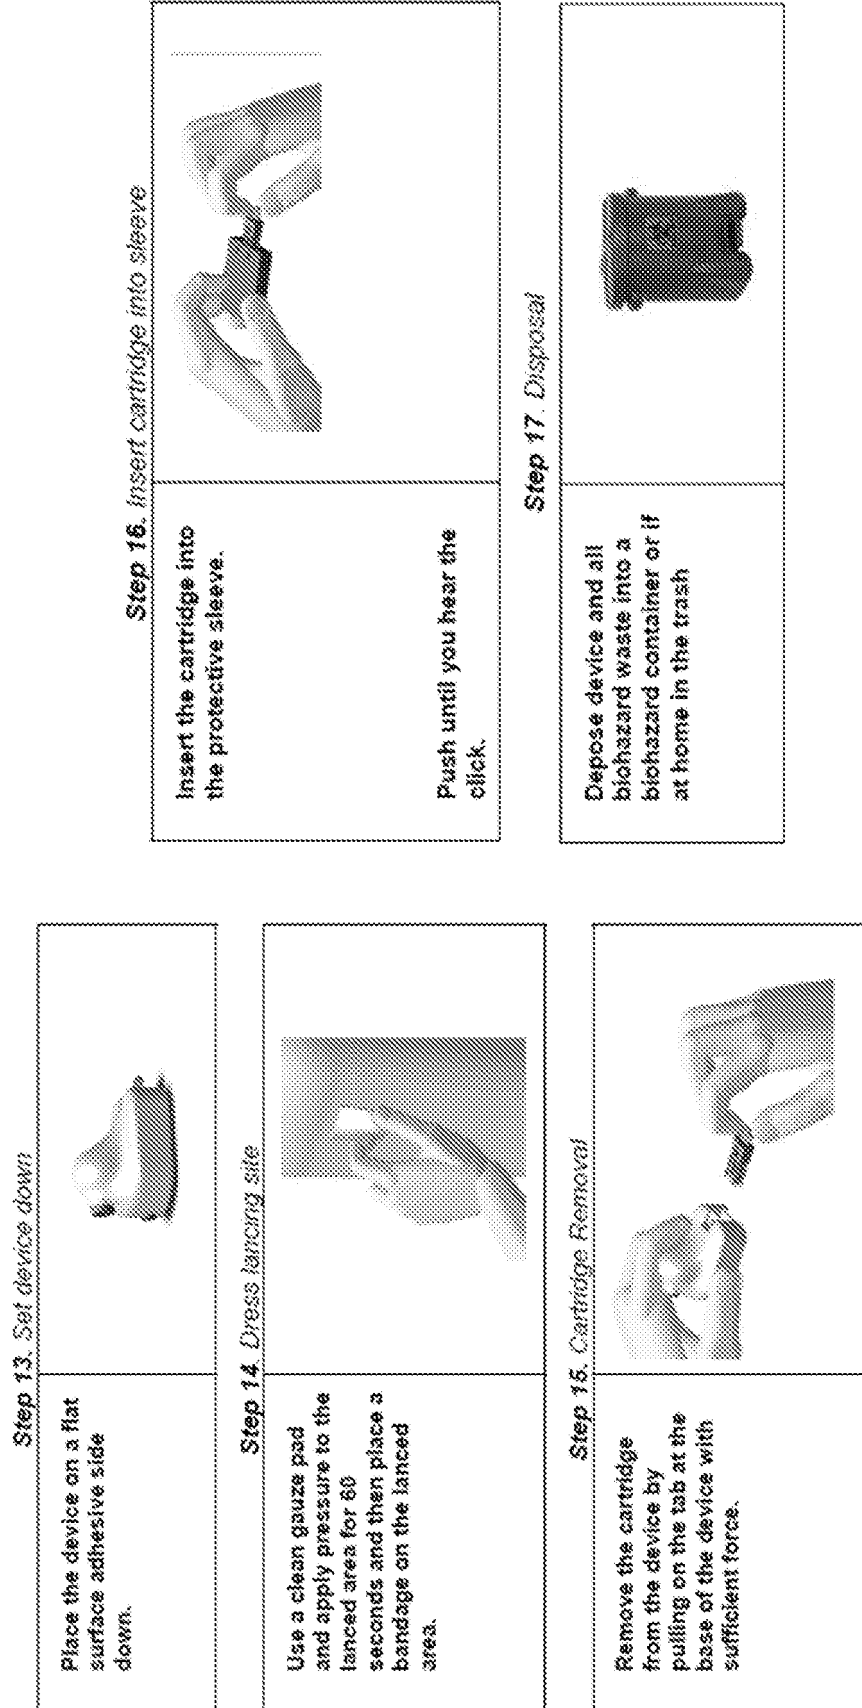 Step 13. Set device down
Place the device on a flat
surface adhesive side
down.
Step 14. Dress lancing site
Use a clean gauze pad
and apply pressure to the
lanced area for 60
seconds and then place a
bandage on the lanced
area.
Step 15. Cartridge Removal
Remove the cartridge
from the device by
pulling on the tab at the
base of the device with
sufficient force.
Step 16. Insert cartridge into sleeve
Insert the cartridge into
the protective sleeve.
Push until you hear the
click.
Step 17. Disposal
Depose device and all
biohazard waste into a
biohazard container or if
at home in the trash